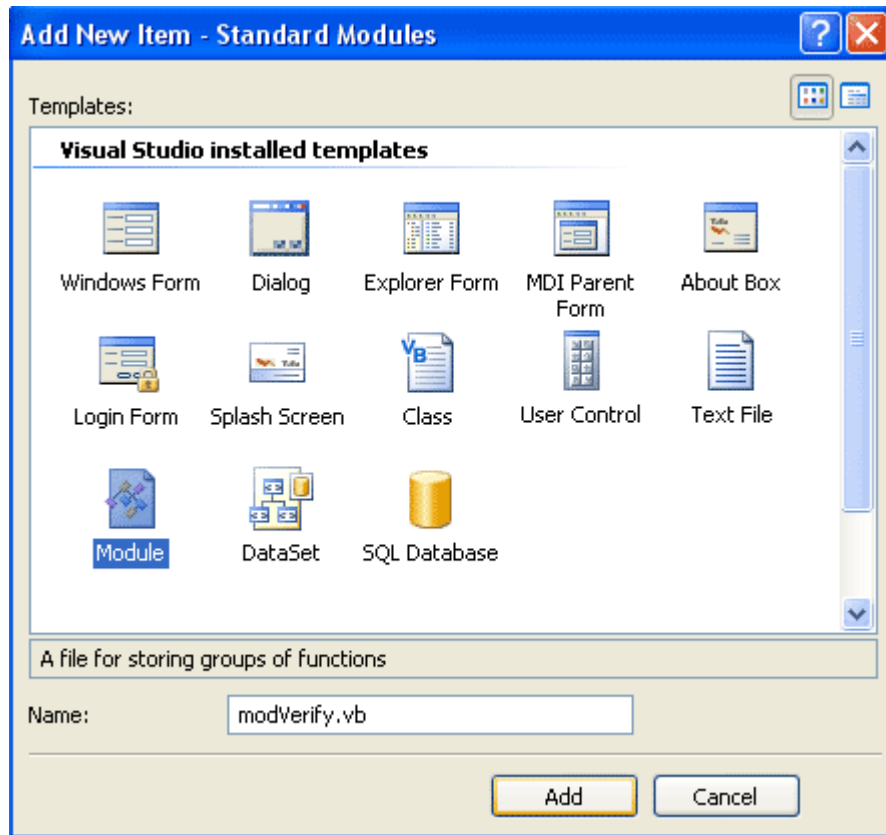 Add New Item - Standard Modules
Templates:
Visual Studio installed templates
Windows Form Dialog Explorer Form MDI Parent Form About Box
Login Form Splash Screen Class User Control Text File
Module DataSet SQL Database
A file for storing groups of functions
Name: modVerify.vb
Add Cancel